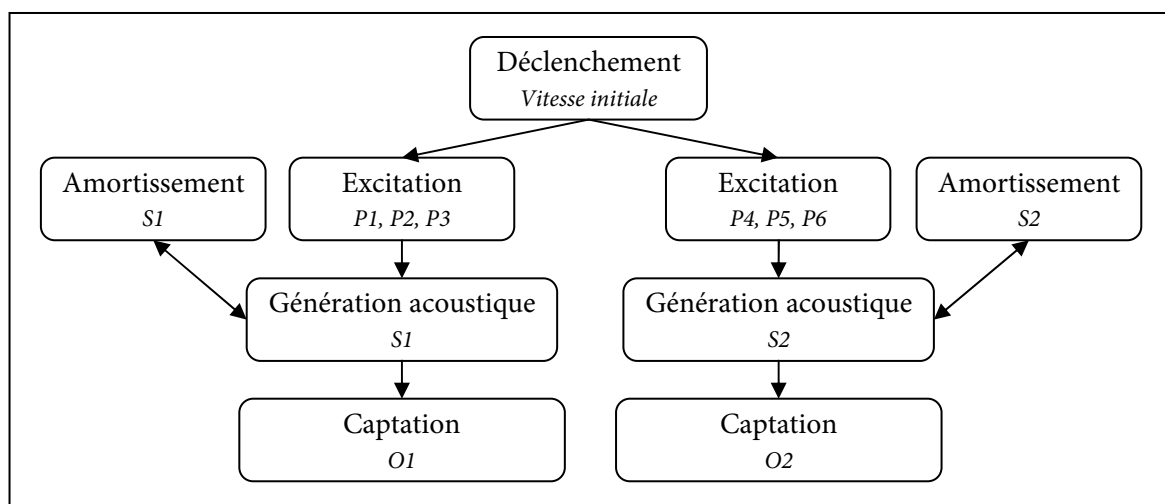 Déclenchement
Vitesse initiale
Amortissement
S1
Excitation
P1, P2, P3
Excitation
P4, P5, P6
Amortissement
S2
Génération acoustique
S1
Génération acoustique
S2
Captation
O1
Captation
O2